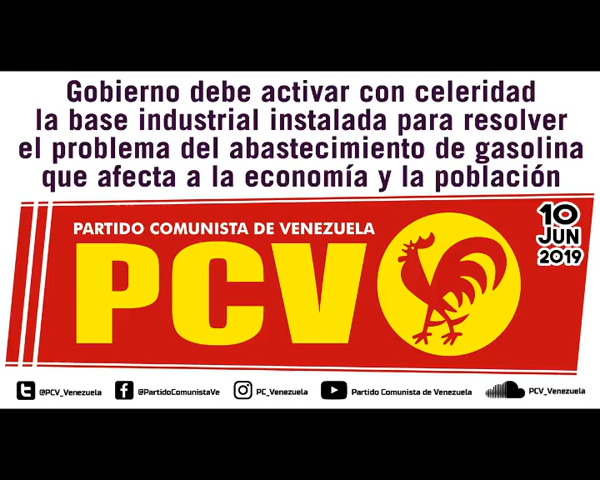 Gobierno debe activar con celeridad
la base industrial instalada para resolver
el problema del abastecimiento de gasolina
que afecta a la economía y la población
PARTIDO COMUNISTA DE VENEZUELA
PCV
10
JUN
2019
@PCV_Venezuela
@PartidoComunistaVe
PC_Venezuela
Partido Comunista de Venezuela
PCV_Venezuela